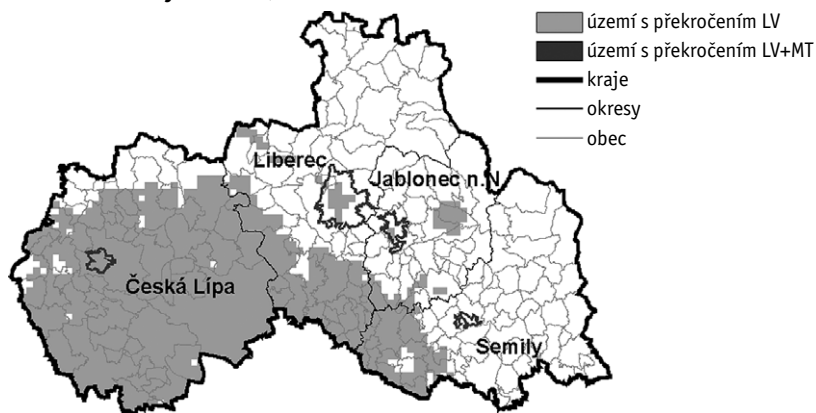 území s překročením LV
území s překročením LV+MT
kraje
okresy
obec
Liberec
Jablonec n.N
Česká Lípa
Semily